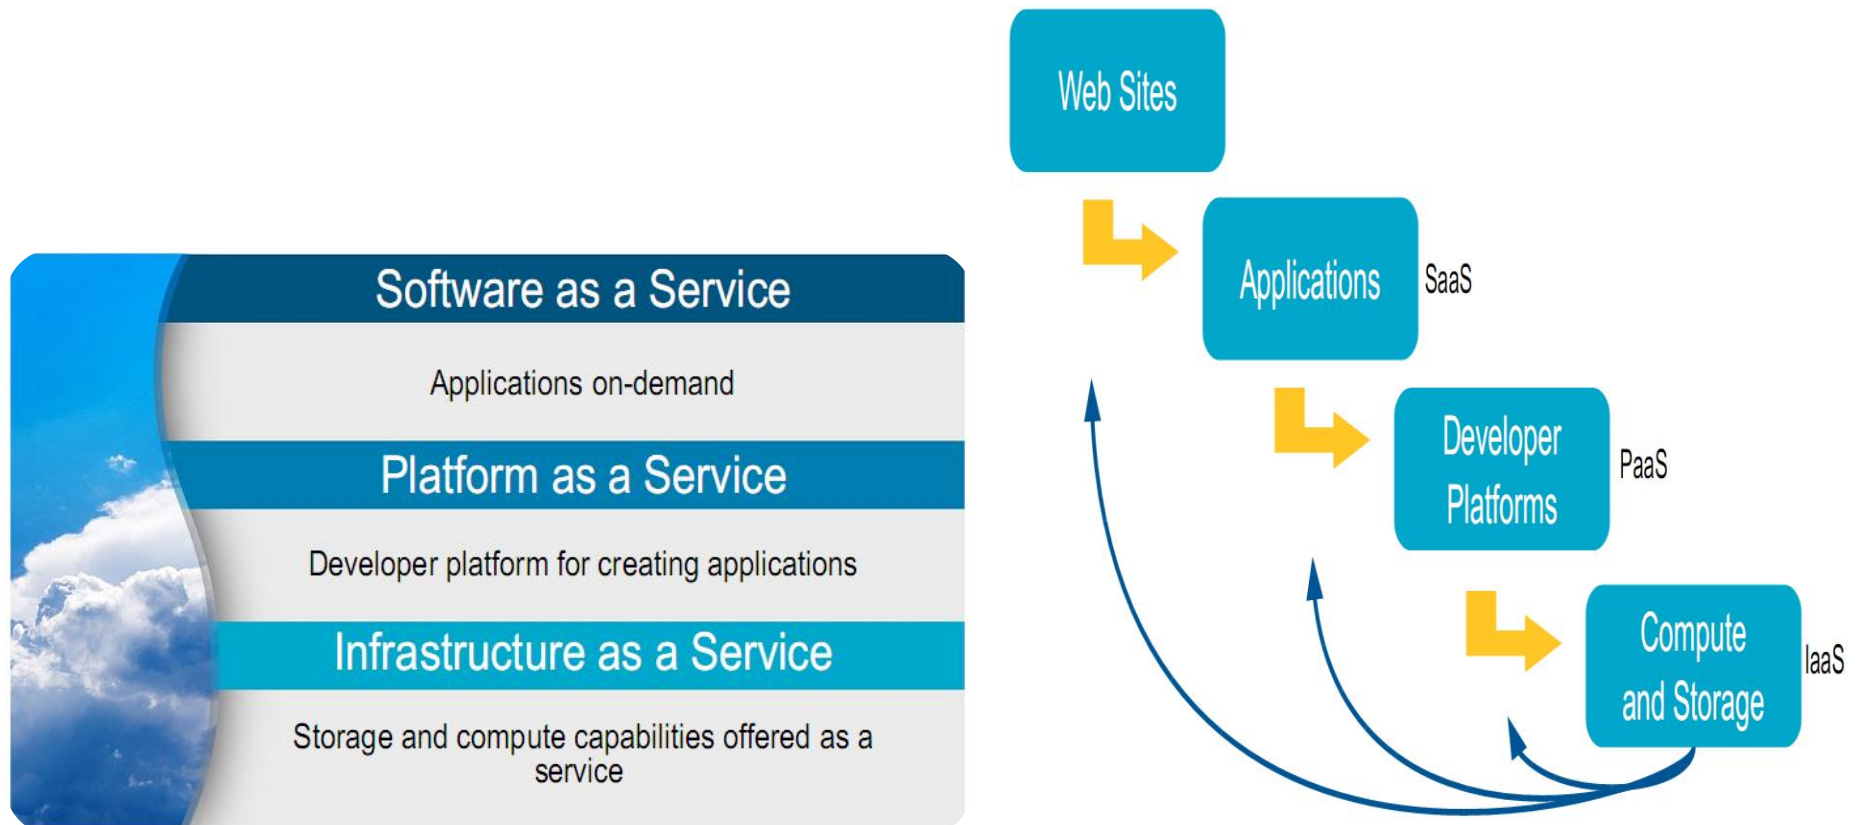 Software as a Service
Applications on-demand
Platform as a Service
Developer platform for creating applications
Infrastructure as a Service
Storage and compute capabilities offered as a
service
Web Sites
Applications
SaaS
Developer
Platforms
PaaS
Compute
and Storage
IaaS